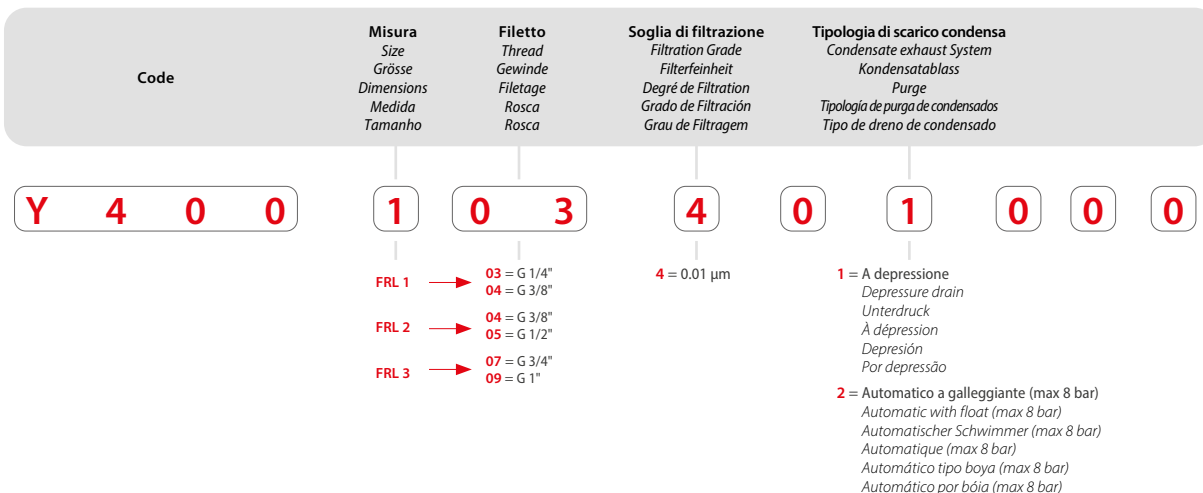 Code
Misura
Size
Grösse
Dimensions
Medida
Tamanho
Filetto
Thread
Gewinde
Filetage
Rosca
Rosca
Soglia di filtrazione
Filtration Grade
Filterfeinheit
Degré de Filtration
Grado de Filtración
Grau de Filtragem
Tipologia di scarico condensa
Condensate exhaust System
Kondensatablass
Purge
Tipología de purga de condensados
Tipo de dreno de condensado
Y 4 0 0 1 0 3 4 0 1 0 0 0
FRL 1
03 = G 1/4"
04 = G 3/8"
FRL 2
04 = G 3/8"
05 = G 1/2"
FRL 3
07 = G 3/4"
09 = G 1"
4 = 0.01 µm
1 = A depressione
Depressure drain
Unterdruck
À dépression
Depresión
Por depressão
2 = Automatico a galleggiante (max 8 bar)
Automatic with float (max 8 bar)
Automatischer Schwimmer (max 8 bar)
Automatique (max 8 bar)
Automático tipo boya (max 8 bar)
Automático por bóia (max 8 bar)